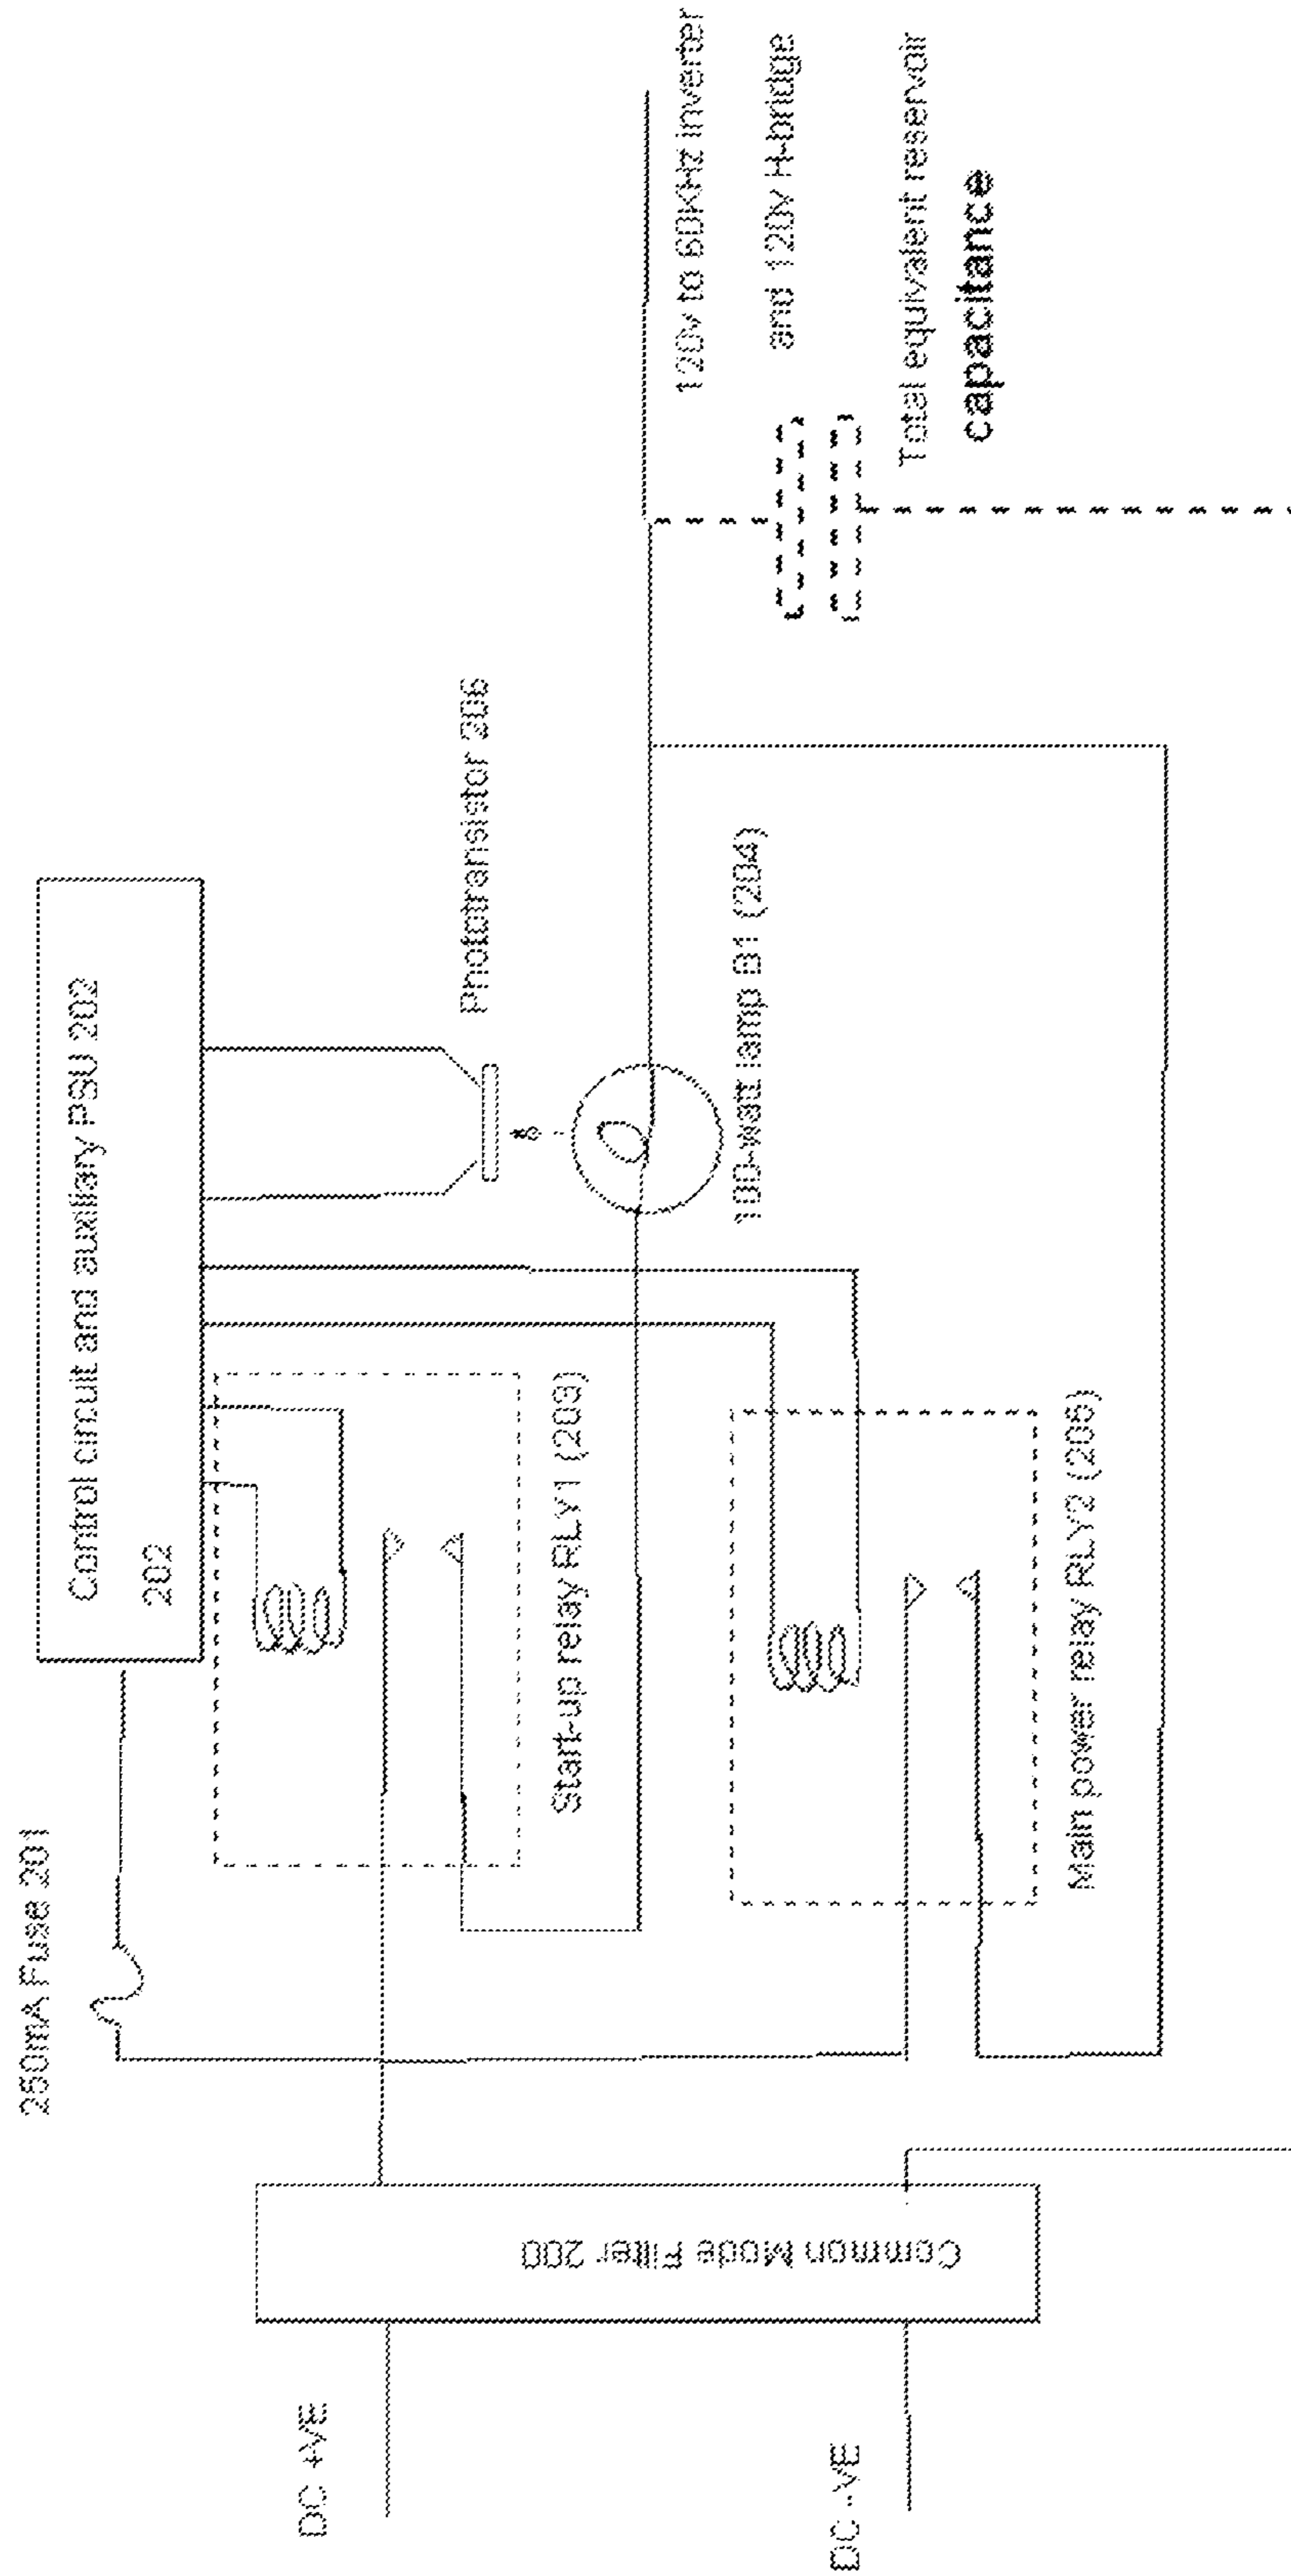 250mA Fuse 201
Control circuit and auxiliary PSU 202
202
Phototransistor 206
Start-up relay RLY1 (203)
100-watt lamp B1 (204)
120v to 60KHz inverter
and 120v H-bridge
Total equivalent reservoir
capacitance
Main power relay RLY2 (205)
Common Mode Filter 200
DC +VE
DC -VE